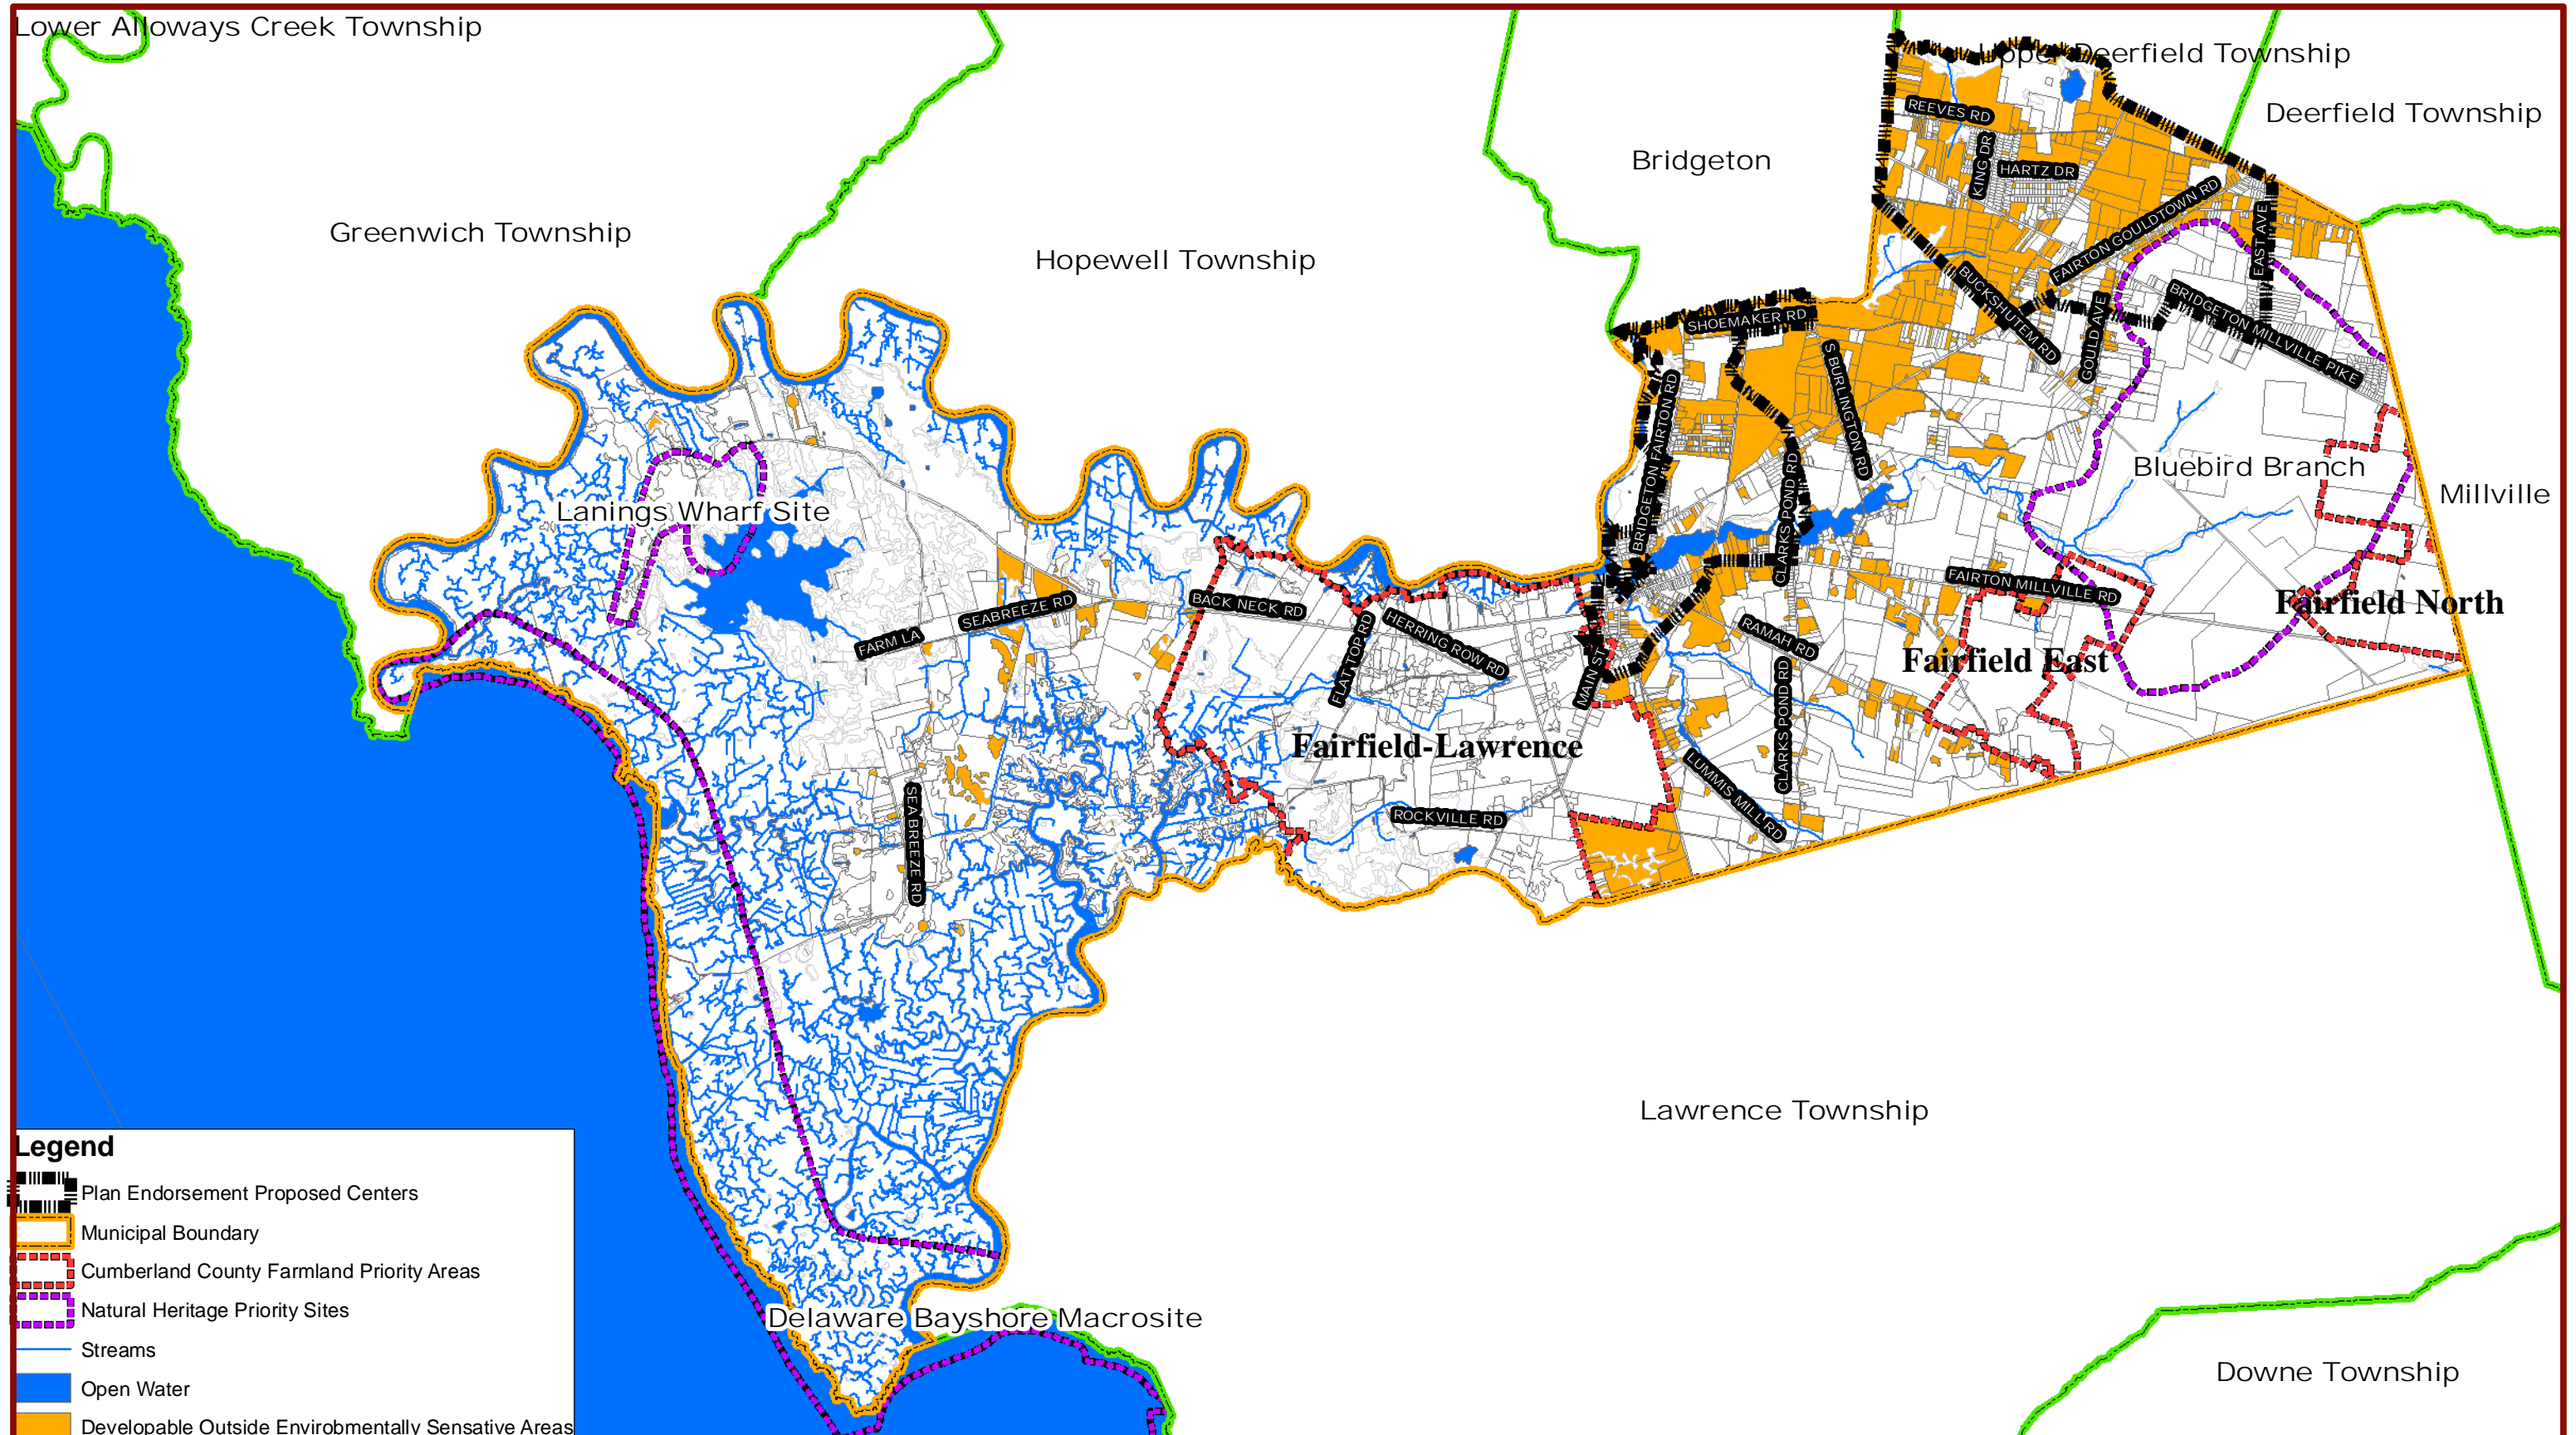 Lower Alloways Creek Township
Upper Deerfield Township
Deerfield Township
REEVES RD
Bridgeton
KING DR
HARTZ DR
Greenwich Township
Hopewell Township
FAIRTON GOULDTOWN RD
EAST AVE
BUCKSHUTEM RD
GOULD AVE
BRIDGETON MILLVILLE PIKE
SHOEMAKER RD
S BURLINGTON RD
BRIDGETON FAIRTON RD
CLARKS POND RD
Bluebird Branch
Millville
Lanings Wharf Site
FARM LA
SEABREEZE RD
BACK NECK RD
FLAT TOP RD
HERRING ROW RD
MAIN ST
RAMAH RD
FAIRTON MILLVILLE RD
Fairfield North
Fairfield East
Fairfield-Lawrence
CLARKS POND RD
LUMMIS MILL RD
SEABREEZE RD
ROCKVILLE RD
Lawrence Township
Delaware Bayshore Macrosite
Downe Township
Legend
Plan Endorsement Proposed Centers
Municipal Boundary
Cumberland County Farmland Priority Areas
Natural Heritage Priority Sites
Streams
Open Water
Developable Outside Envirobmentally Sensative Areas